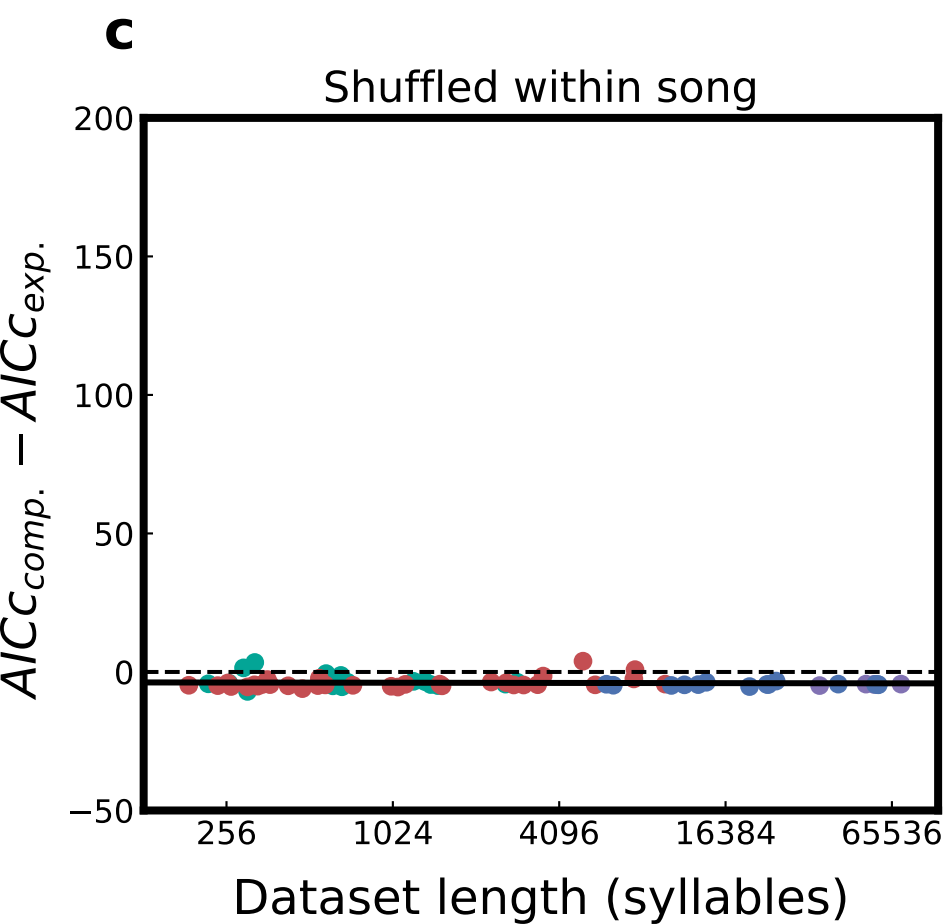 c
Shuffled within song
200
150
100
50
0
−50
AICc_comp. − AICc_exp.
256 1024 4096 16384 65536
Dataset length (syllables)